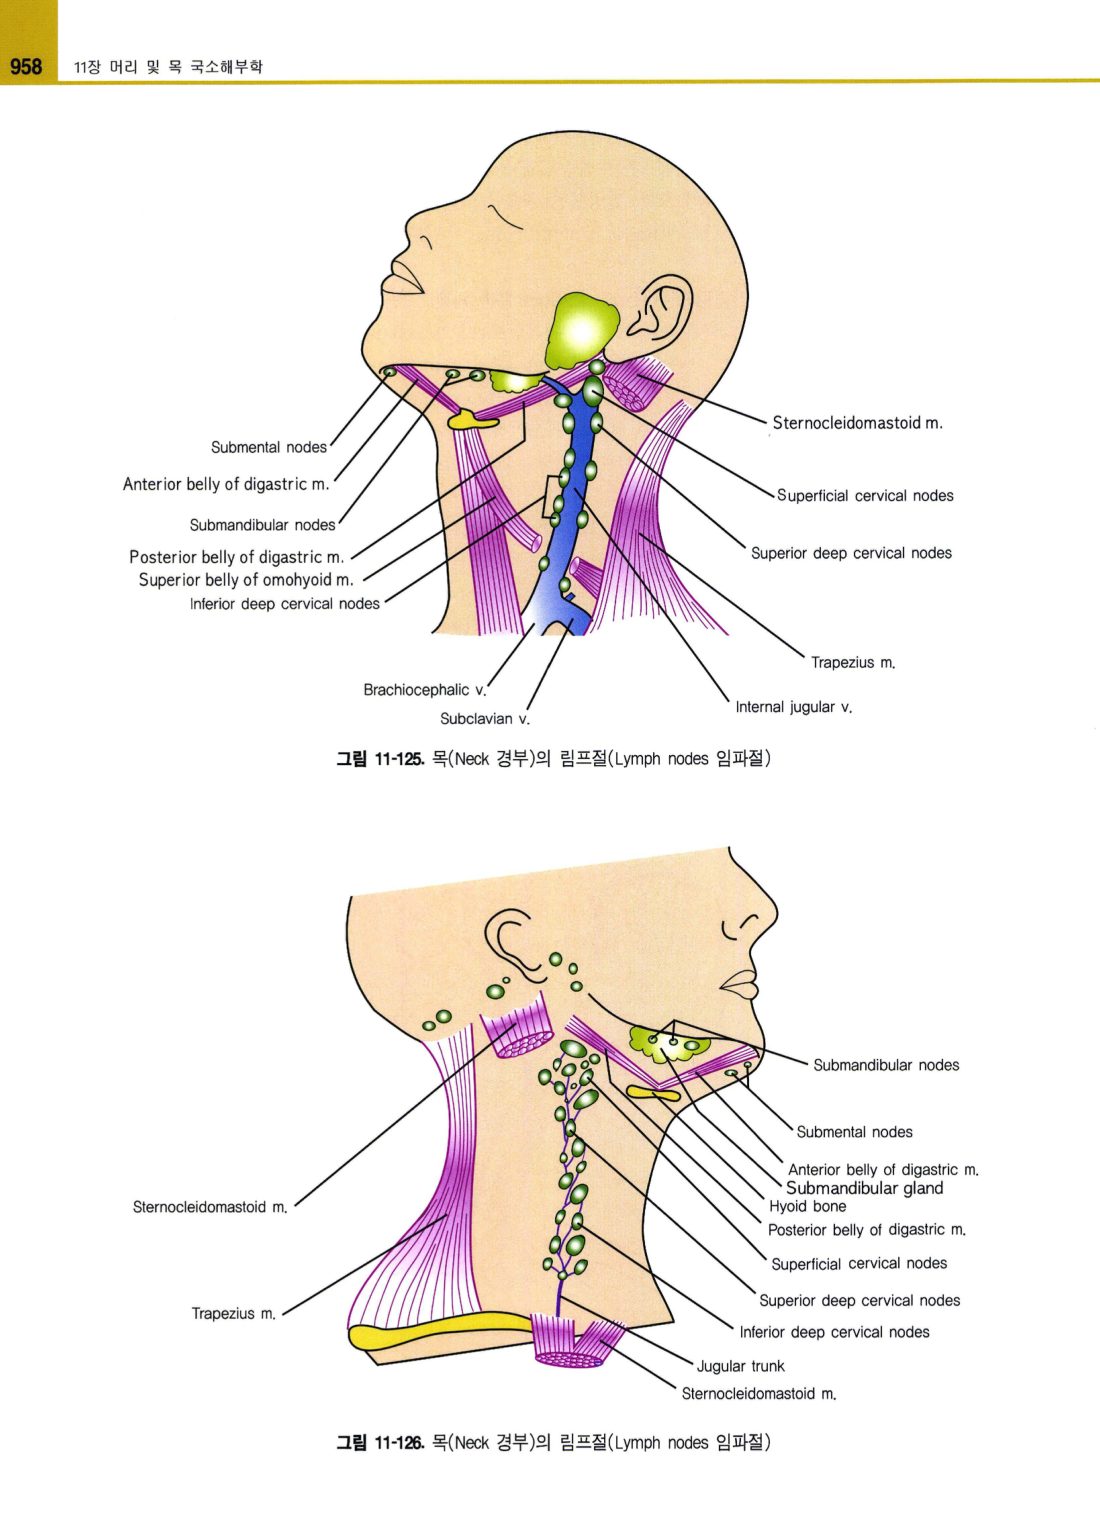 958
11장 머리 및 목 국소해부학
Submental nodes
Anterior belly of digastric m.
Submandibular nodes
Posterior belly of digastric m.
Superior belly of omohyoid m.
Inferior deep cervical nodes
Brachiocephalic v.
Subclavian v.
Sternocleidomastoid m.
Superficial cervical nodes
Superior deep cervical nodes
Trapezius m.
Internal jugular v.
그림 11-125. 목(Neck 경부)의 림프절(Lymph nodes 임파절)
Sternocleidomastoid m.
Trapezius m.
Submandibular nodes
Submental nodes
Anterior belly of digastric m.
Submandibular gland
Hyoid bone
Posterior belly of digastric m.
Superficial cervical nodes
Superior deep cervical nodes
Inferior deep cervical nodes
Jugular trunk
Sternocleidomastoid m.
그림 11-126. 목(Neck 경부)의 림프절(Lymph nodes 임파절)